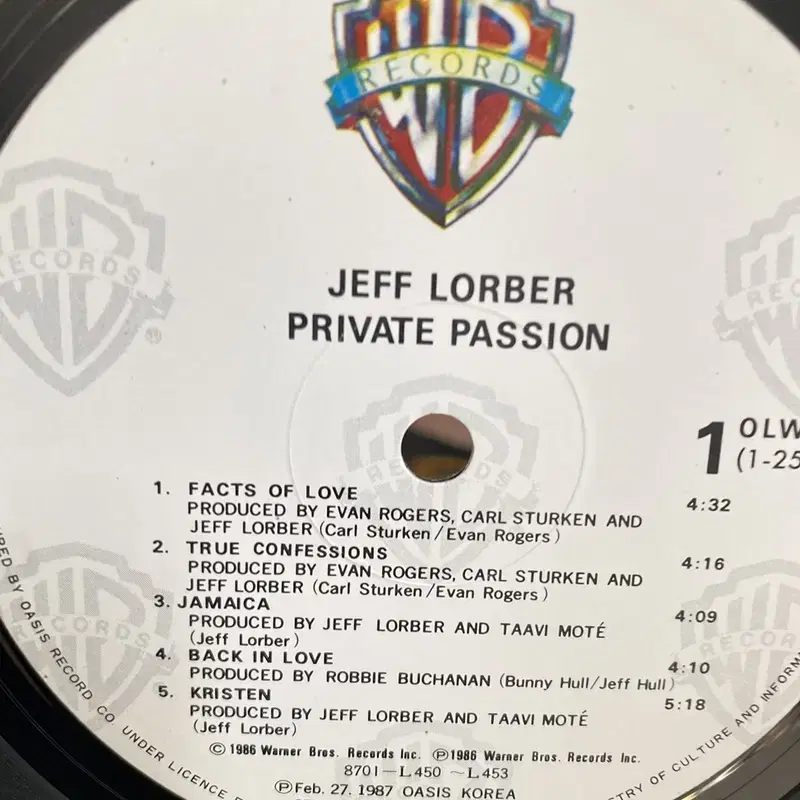 RECORDS
JEFF LORBER
PRIVATE PASSION
1 OLW
(1-25
1. FACTS OF LOVE 4:32
PRODUCED BY EVAN ROGERS, CARL STURKEN AND
JEFF LORBER (Carl Sturken/Evan Rogers)
2. TRUE CONFESSIONS 4:16
PRODUCED BY EVAN ROGERS, CARL STURKEN AND
JEFF LORBER (Carl Sturken/Evan Rogers)
3. JAMAICA 4:09
PRODUCED BY JEFF LORBER AND TAAVI MOTÉ
(Jeff Lorber)
4. BACK IN LOVE 4:10
PRODUCED BY ROBBIE BUCHANAN (Bunny Hull/Jeff Hull)
5. KRISTEN 5:18
PRODUCED BY JEFF LORBER AND TAAVI MOTÉ
(Jeff Lorber)
© 1986 Warner Bros. Records Inc. ℗1986 Warner Bros. Records Inc.
8701-L450 ~L453
℗Feb. 27. 1987 OASIS KOREA
BY OASIS RECORD CO. UNDER LICENCE
OF CULTURE AND